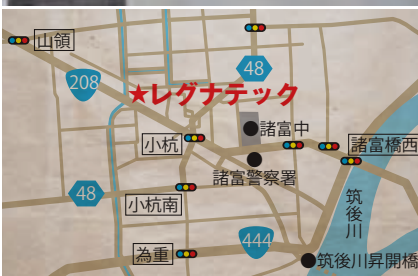 山領
208
48
★レグナテック
小杭
諸富中
諸富橋西
諸富警察署
48
小杭南
筑後川
為重
444
筑後川昇開橋